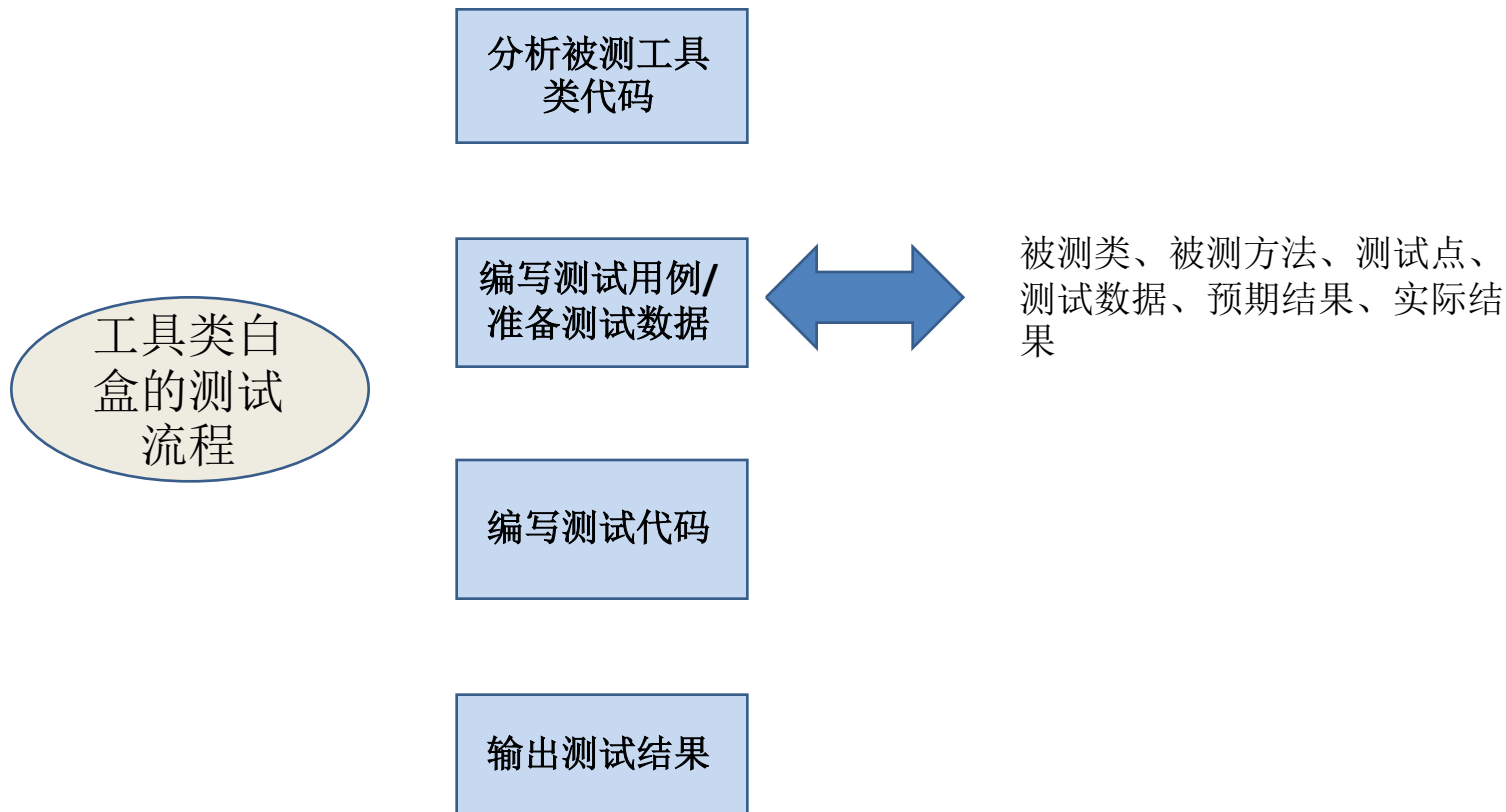 分析被测工具
类代码
编写测试用例/
准备测试数据
被测类、被测方法、测试点、
测试数据、预期结果、实际结
果
工具类白
盒的测试
流程
编写测试代码
输出测试结果